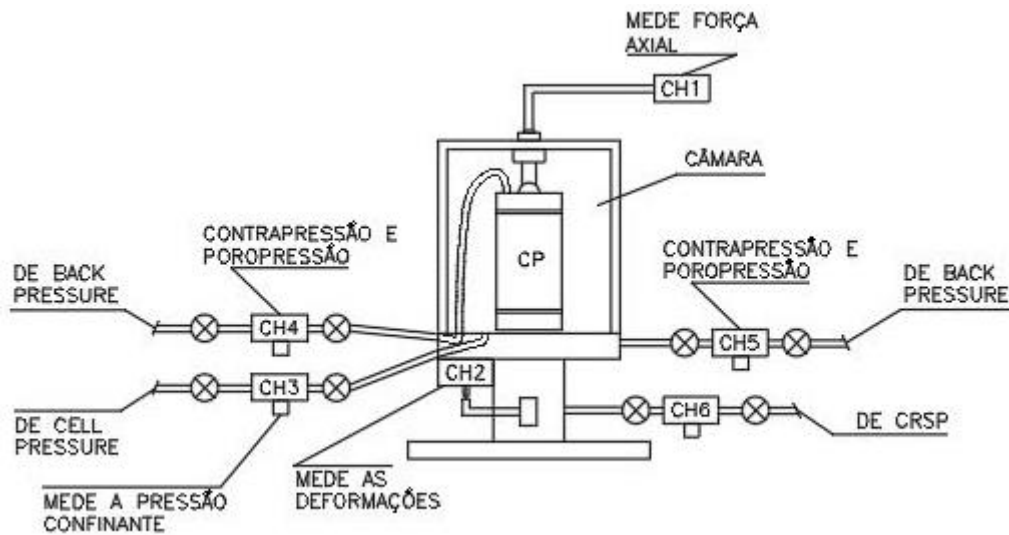 MEDE FORÇA
AXIAL
CH1
CÂMARA
CONTRAPRESSÃO E
POROPRESSÃO
CONTRAPRESSÃO E
POROPRESSÃO
DE BACK
PRESSURE
DE BACK
PRESSURE
CP
CH4
CH5
CH3
CH2
CH6
DE CELL
PRESSURE
DE CRSP
MEDE AS
DEFORMAÇÕES
MEDE A PRESSÃO
CONFINANTE